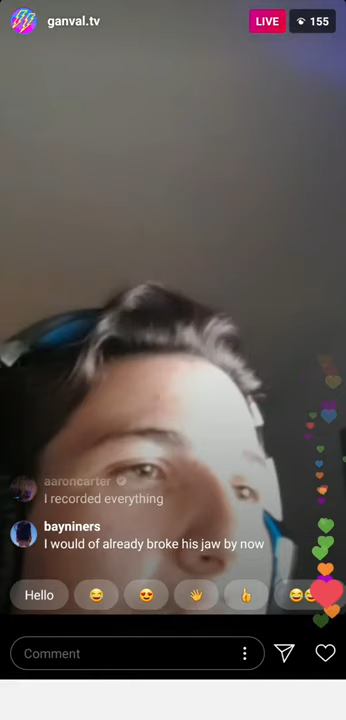 ganval.tv
LIVE
155
aaroncarter
I recorded everything
bayniners
I would of already broke his jaw by now
Hello
Comment